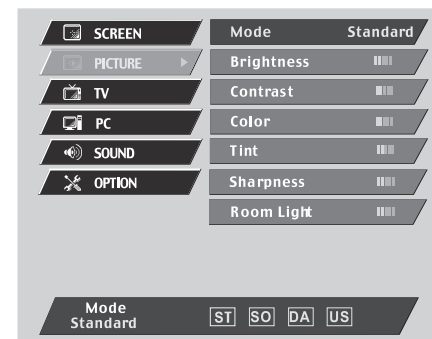 SCREEN
PICTURE
TV
PC
SOUND
OPTION
Mode Standard
Brightness
Contrast
Color
Tint
Sharpness
Room Light
Mode
Standard
ST SO DA US